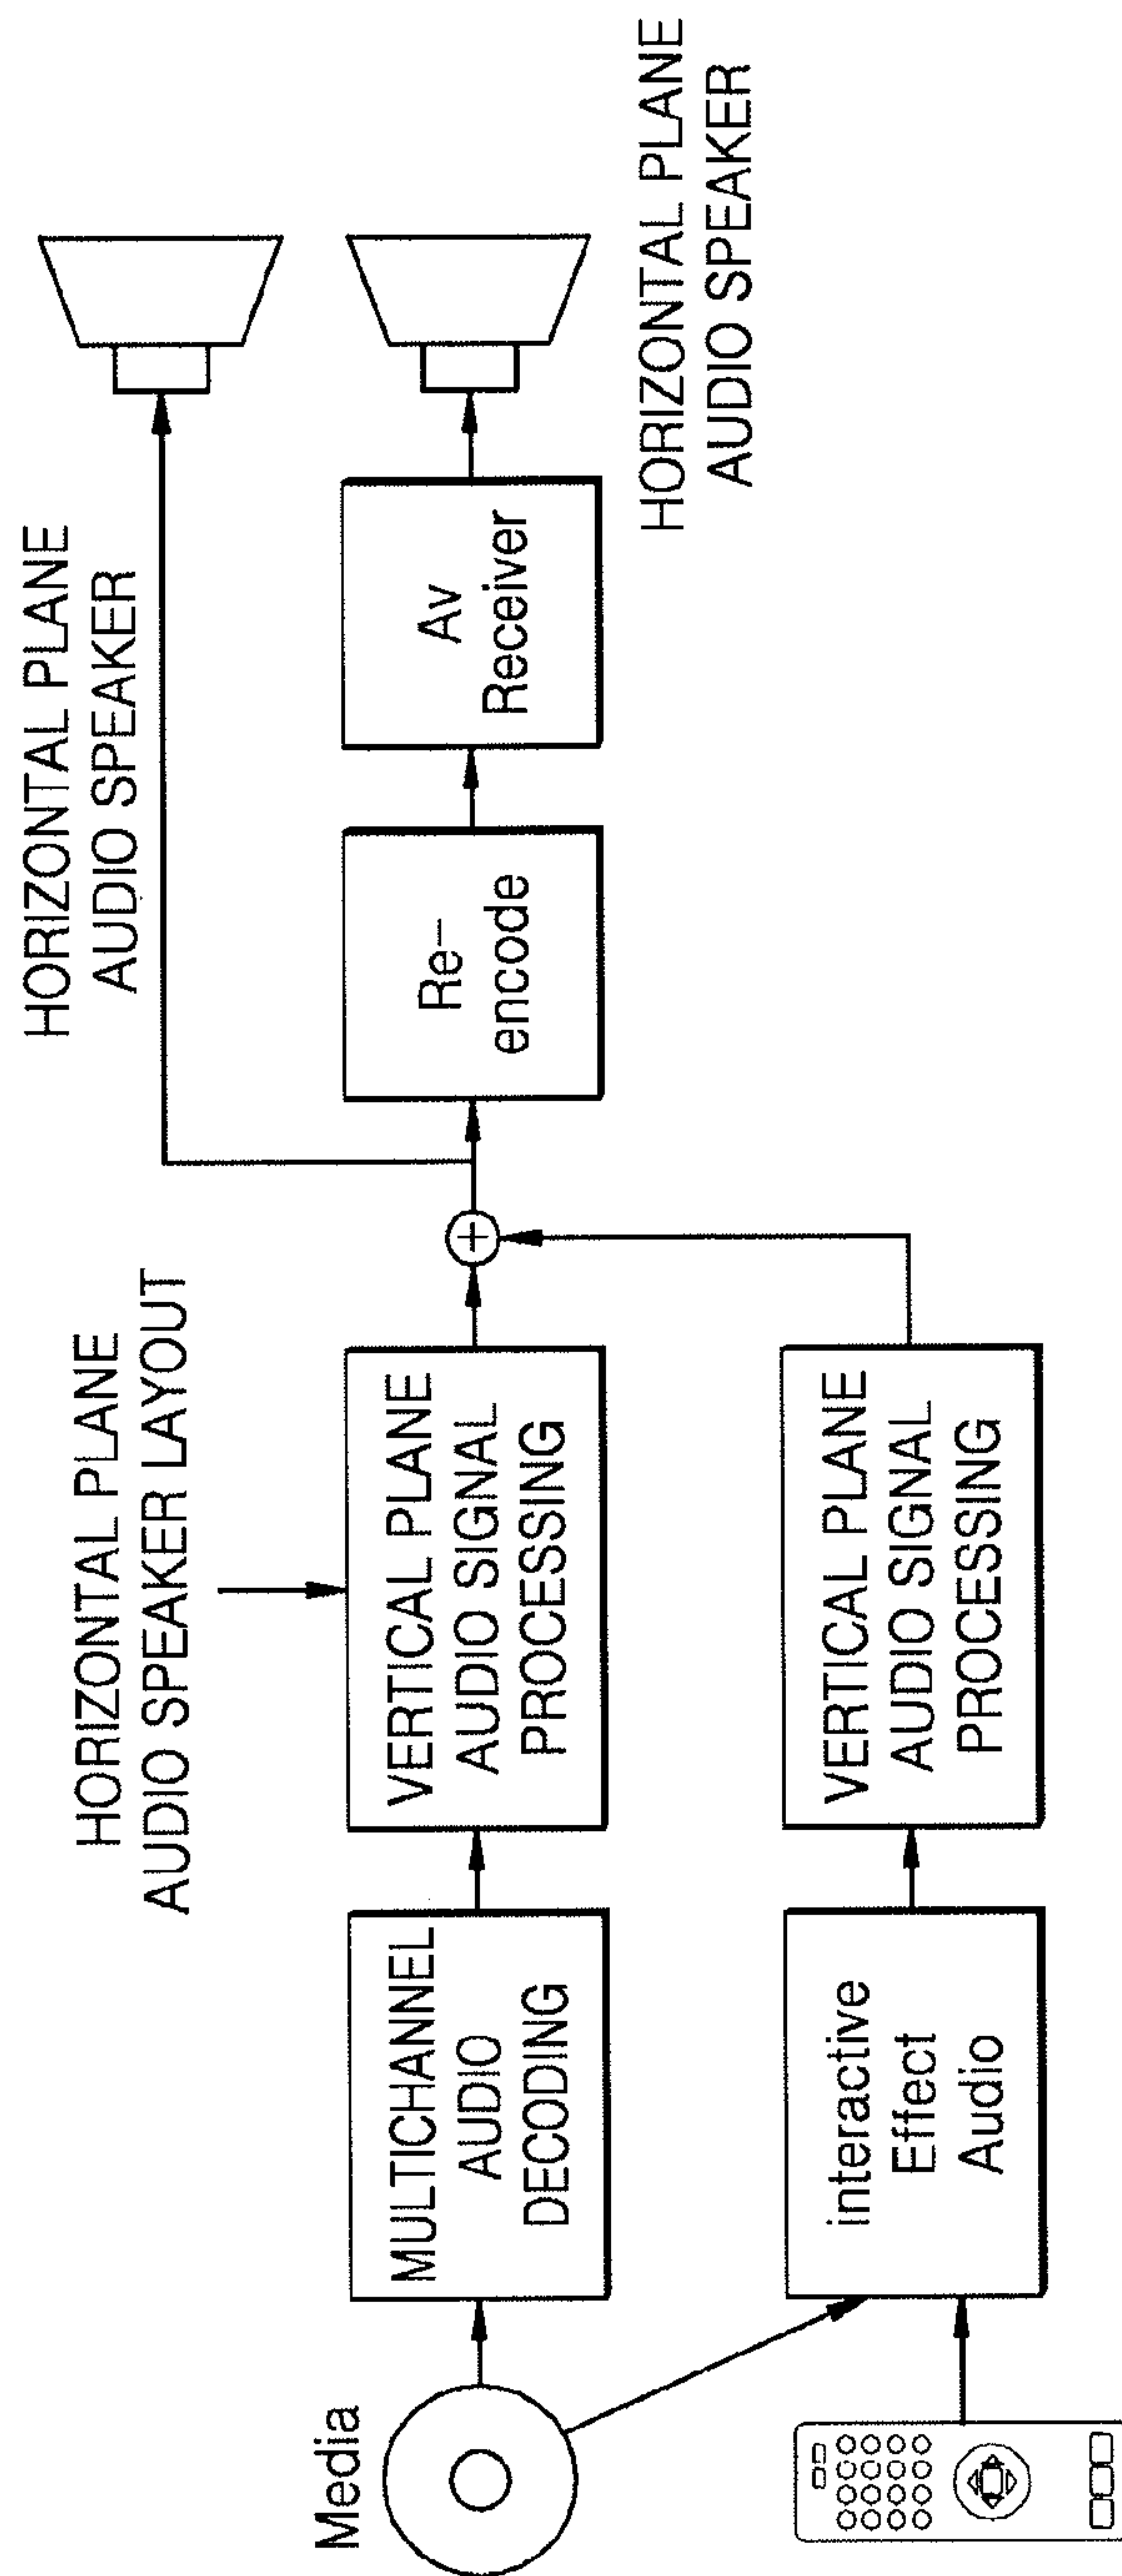 Media
MULTICHANNEL
AUDIO
DECODING
HORIZONTAL PLANE
AUDIO SPEAKER LAYOUT
VERTICAL PLANE
AUDIO SIGNAL
PROCESSING
+
HORIZONTAL PLANE
AUDIO SPEAKER
Re-
encode
Av
Receiver
HORIZONTAL PLANE
AUDIO SPEAKER
interactive
Effect
Audio
VERTICAL PLANE
AUDIO SIGNAL
PROCESSING